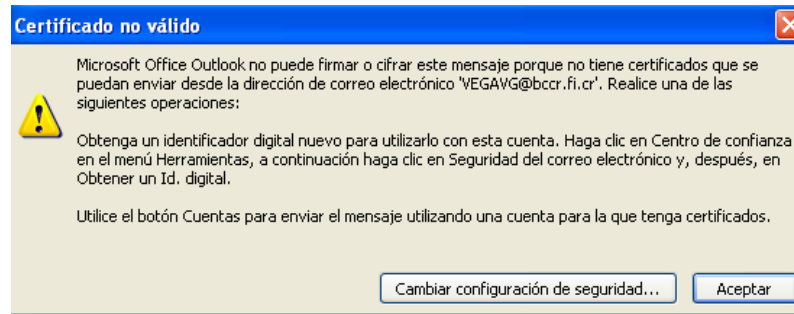 Certificado no válido
Microsoft Office Outlook no puede firmar o cifrar este mensaje porque no tiene certificados que se
puedan enviar desde la dirección de correo electrónico 'VEGAVG@bccr.fi.cr'. Realice una de las
siguientes operaciones:
Obtenga un identificador digital nuevo para utilizarlo con esta cuenta. Haga clic en Centro de confianza
en el menú Herramientas, a continuación haga clic en Seguridad del correo electrónico y, después, en
Obtener un Id. digital.
Utilice el botón Cuentas para enviar el mensaje utilizando una cuenta para la que tenga certificados.
Cambiar configuración de seguridad... Aceptar